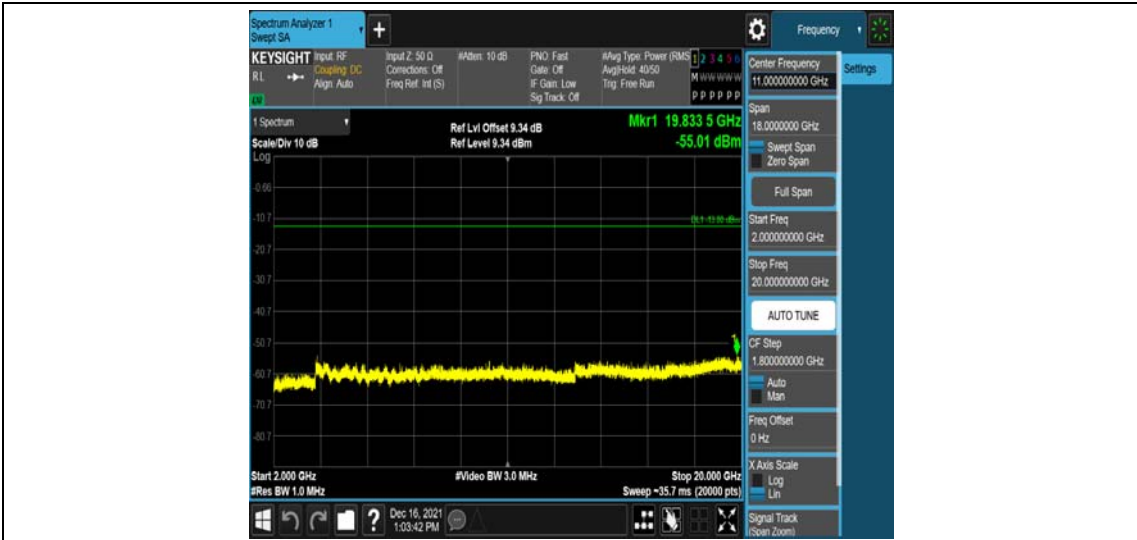 Spectrum Analyzer 1
Swept SA
+
Frequency
KEYSIGHT
RL
Input: RF
Coupling: DC
Align: Auto
Input Z: 50 Ω
Corrections: Off
Freq Ref: Int (S)
#Atten: 10 dB
PNO: Fast
Gate: Off
IF Gain: Low
Sig Track: Off
#Avg Type: Power (RMS
Avg|Hold: 40/50
Trig: Free Run
1 2 3 4 5 6
M W W W W W
P P P P P P
Center Frequency
11.000000000 GHz
Settings
1 Spectrum
Scale/Div 10 dB
Ref Lvl Offset 9.34 dB
Ref Level 9.34 dBm
Mkr1 19.833 5 GHz
-55.01 dBm
Log
-0.66
-10.7
-20.7
-30.7
-40.7
-50.7
-60.7
-70.7
-80.7
DL1 -13.00 dBm
1
Start 2.000 GHz
#Res BW 1.0 MHz
#Video BW 3.0 MHz
Stop 20.000 GHz
Sweep ~35.7 ms (20000 pts)
Span
18.0000000 GHz
Swept Span
Zero Span
Full Span
Start Freq
2.000000000 GHz
Stop Freq
20.000000000 GHz
AUTO TUNE
CF Step
1.800000000 GHz
Auto
Man
Freq Offset
0 Hz
X Axis Scale
Log
Lin
Signal Track
(Span Zoom)
?
Dec 16, 2021
1:03:42 PM